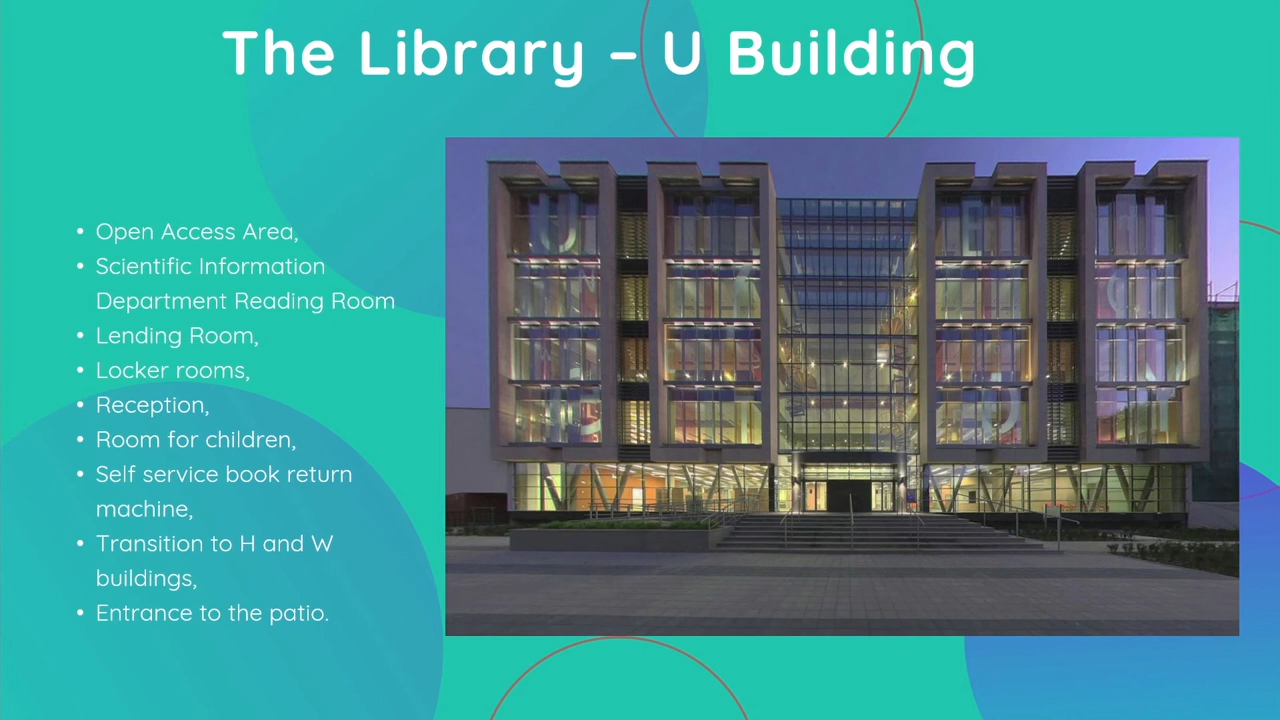 The Library – U Building
• Open Access Area,
• Scientific Information
Department Reading Room
• Lending Room,
• Locker rooms,
• Reception,
• Room for children,
• Self service book return
machine,
• Transition to H and W
buildings,
• Entrance to the patio.